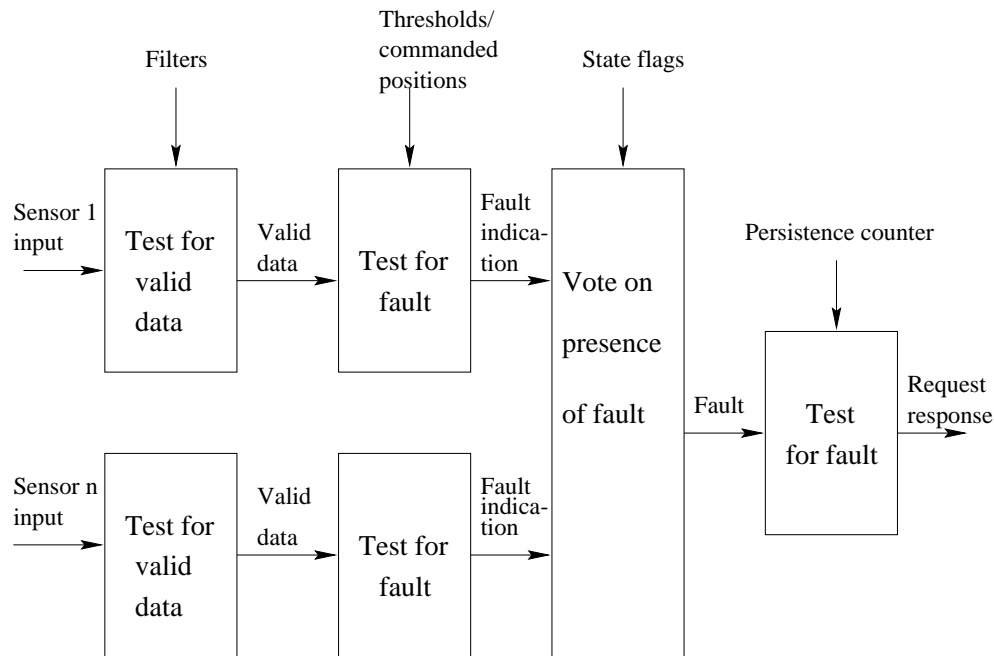 Thresholds/
commanded
positions
Filters
State flags
Sensor 1
input
Test for
valid
data
Valid
data
Test for
fault
Fault
indica-
tion
Vote on
presence
of fault
Persistence counter
Fault
Test
for fault
Request
response
Sensor n
input
Test for
valid
data
Valid
data
Test for
fault
Fault
indica-
tion